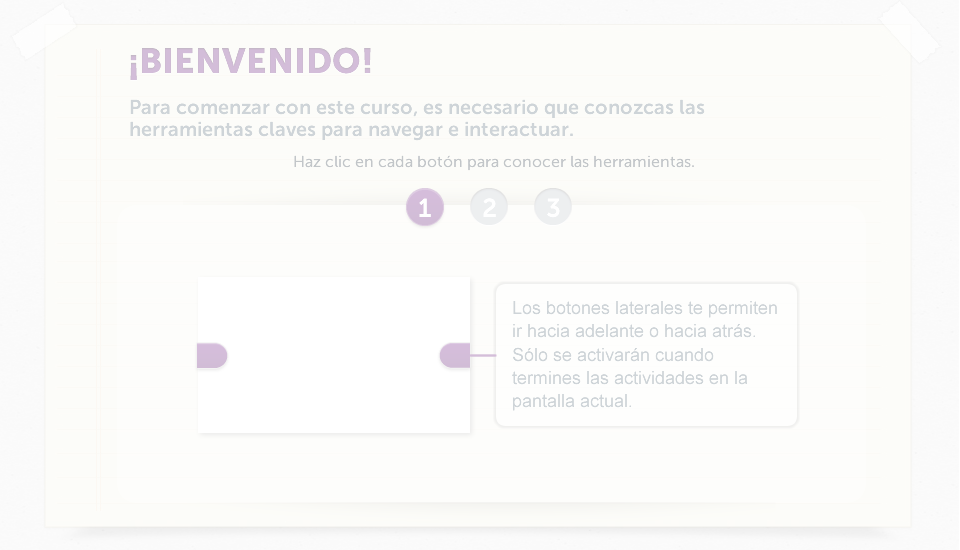 ¡BIENVENIDO!
Para comenzar con este curso, es necesario que conozcas las
herramientas claves para navegar e interactuar.
Haz clic en cada botón para conocer las herramientas.
1 2 3
Los botones laterales te permiten
ir hacia adelante o hacia atrás.
Sólo se activarán cuando
termines las actividades en la
pantalla actual.